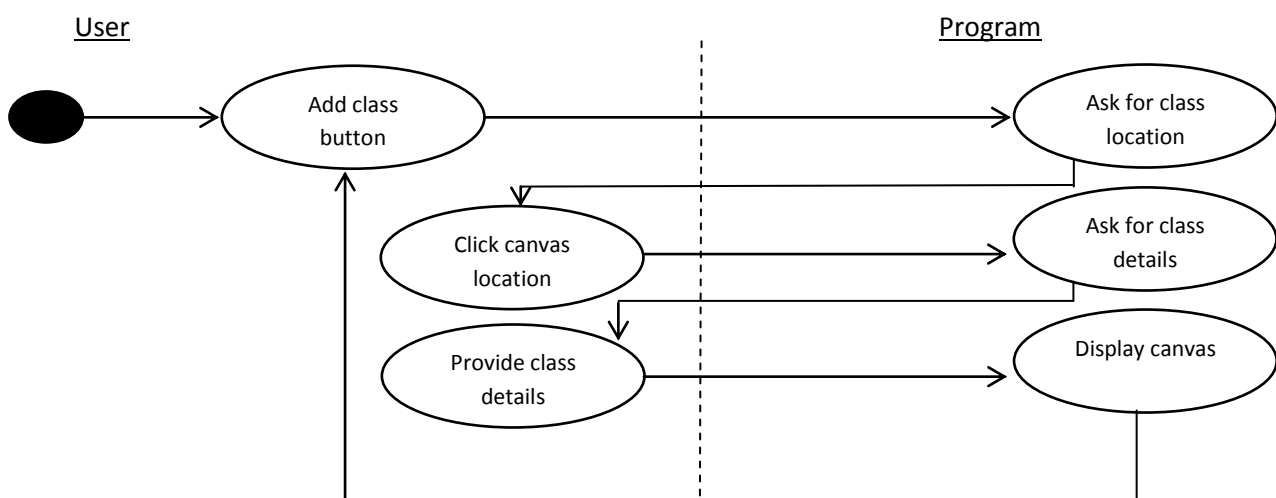 User
Program
Add class
button
Ask for class
location
Click canvas
location
Ask for class
details
Provide class
details
Display canvas